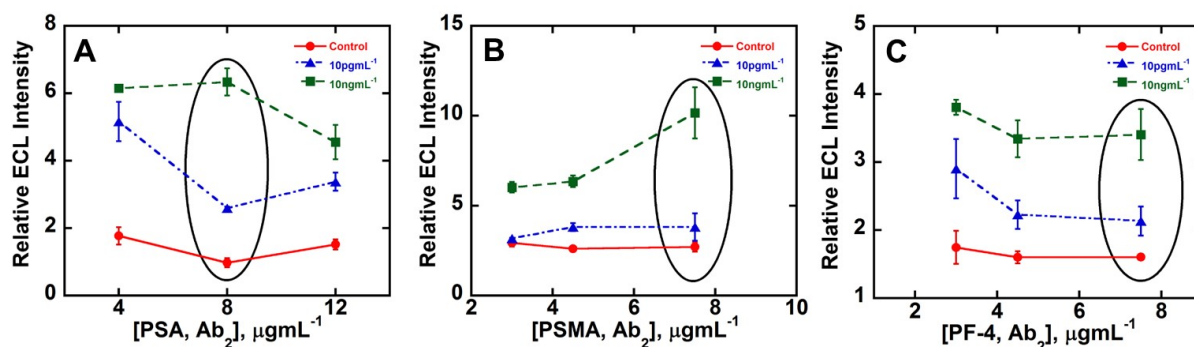 A
Relative ECL Intensity
8
6
4
2
0
Control
10pgmL⁻¹
10ngmL⁻¹
4 8 12
[PSA, Ab₂], μgmL⁻¹
B
Relative ECL Intensity
15
10
5
0
Control
10pgmL⁻¹
10ngmL⁻¹
2 4 6 8 10
[PSMA, Ab₂], μgmL⁻¹
C
Relative ECL Intensity
5
4
3
2
1
Control
10pgmL⁻¹
10ngmL⁻¹
2 4 6 8
[PF-4, Ab₂], μgmL⁻¹